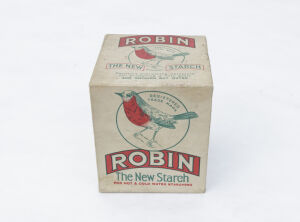 ROBIN
THE NEW STARCH
REGISTERED
TRADE MARK
ROBIN
The New Starch
FOR HOT & COLD WATER STARCHING